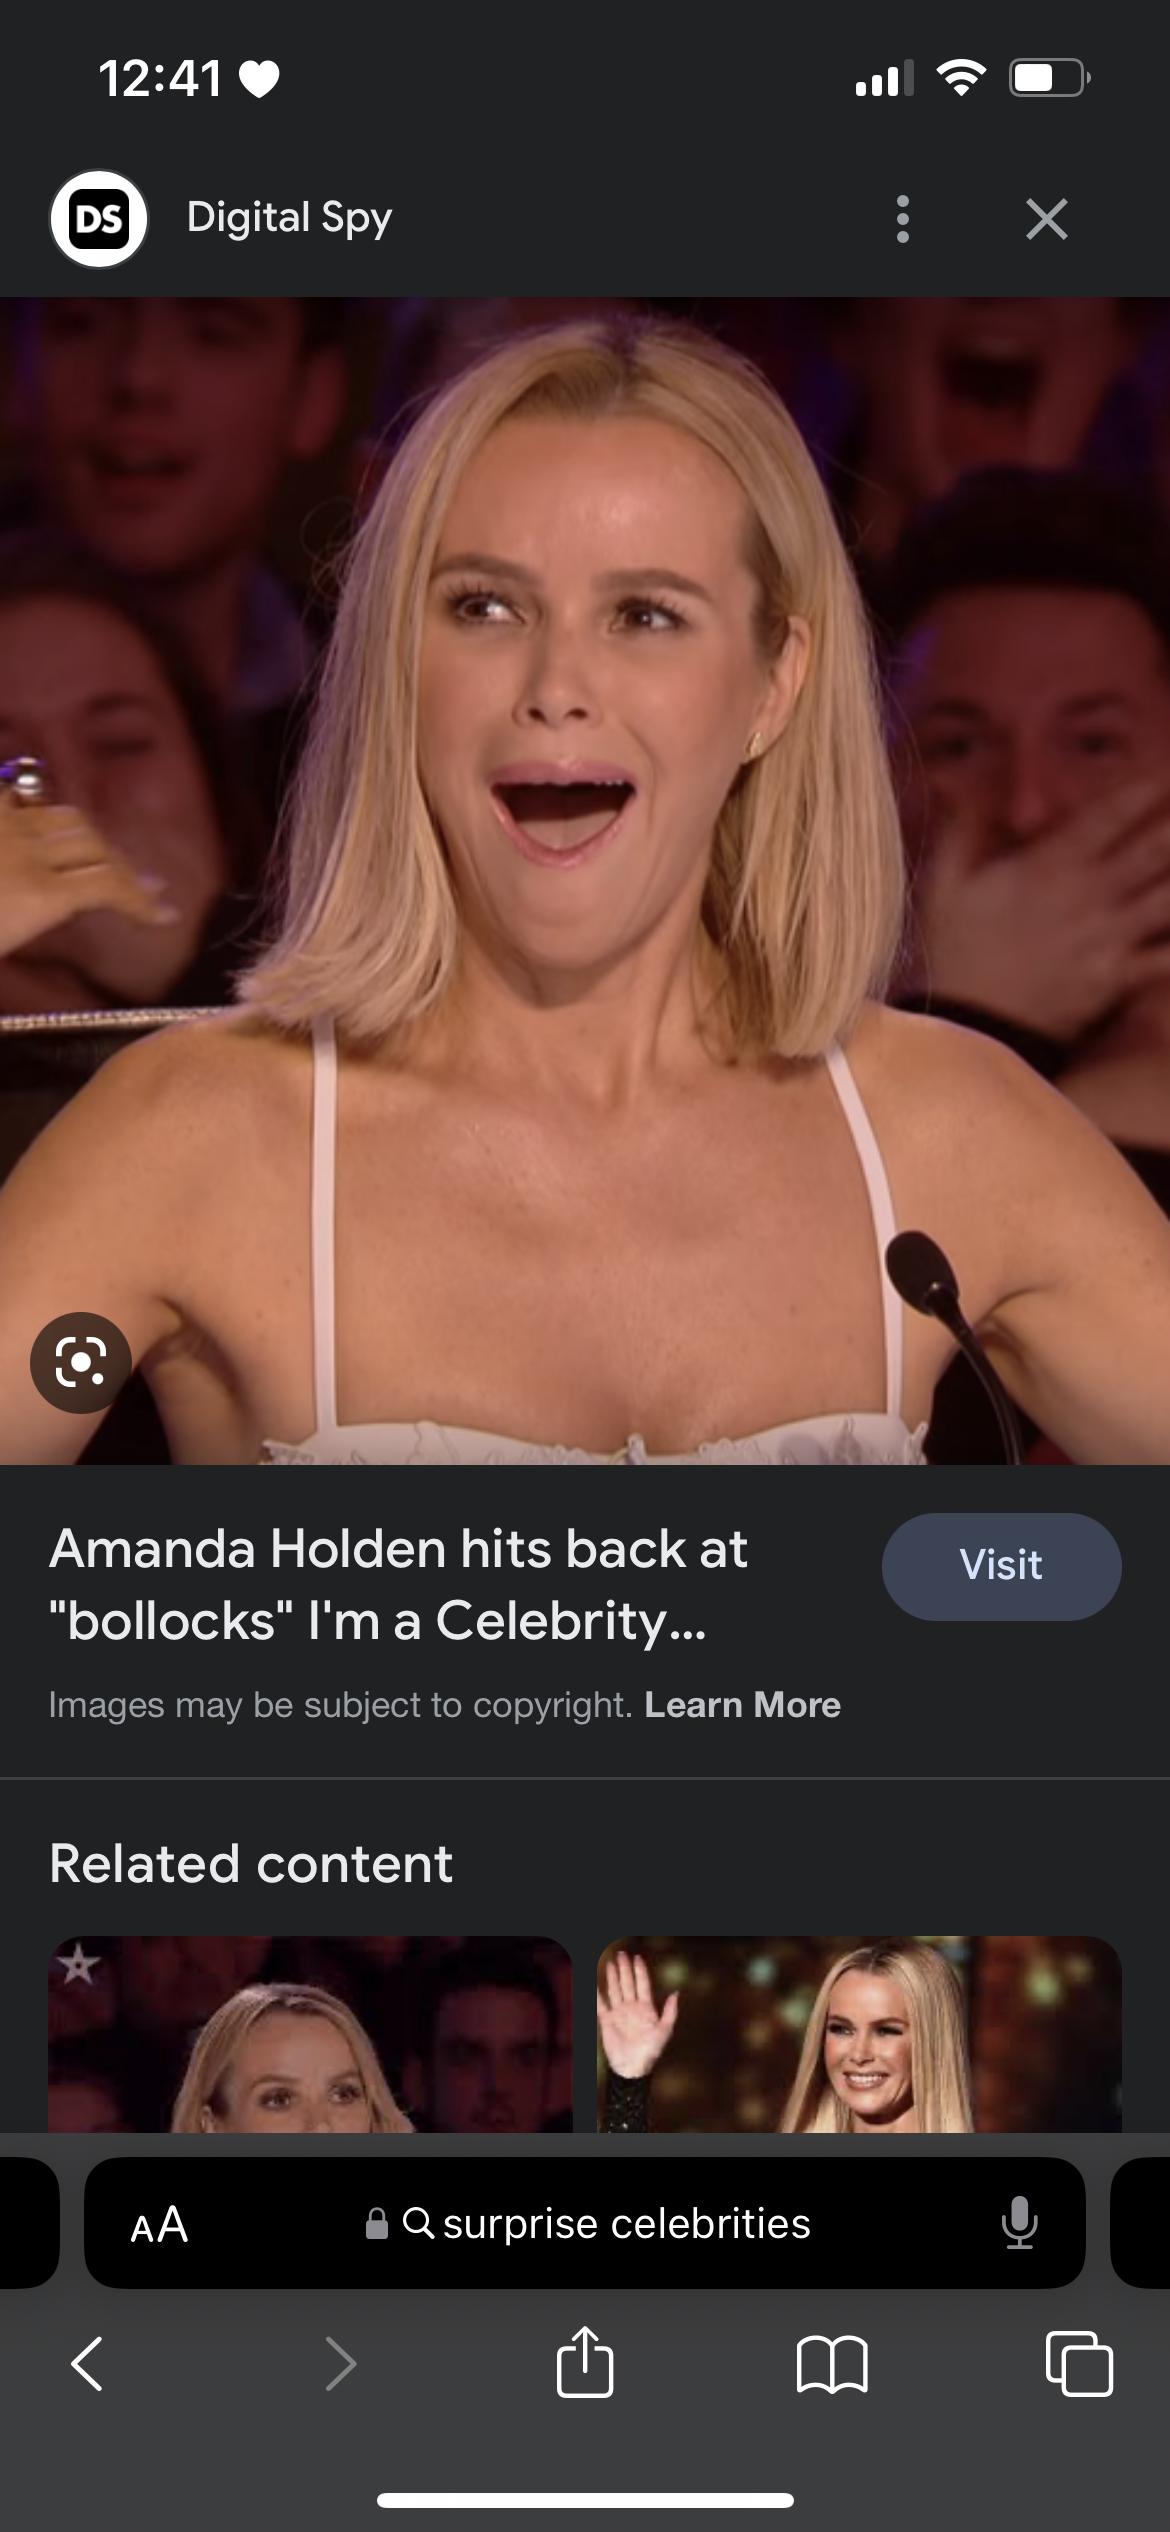 12:41
DS
Digital Spy
Amanda Holden hits back at
"bollocks" I'm a Celebrity...
Visit
Images may be subject to copyright. Learn More
Related content
AA
surprise celebrities